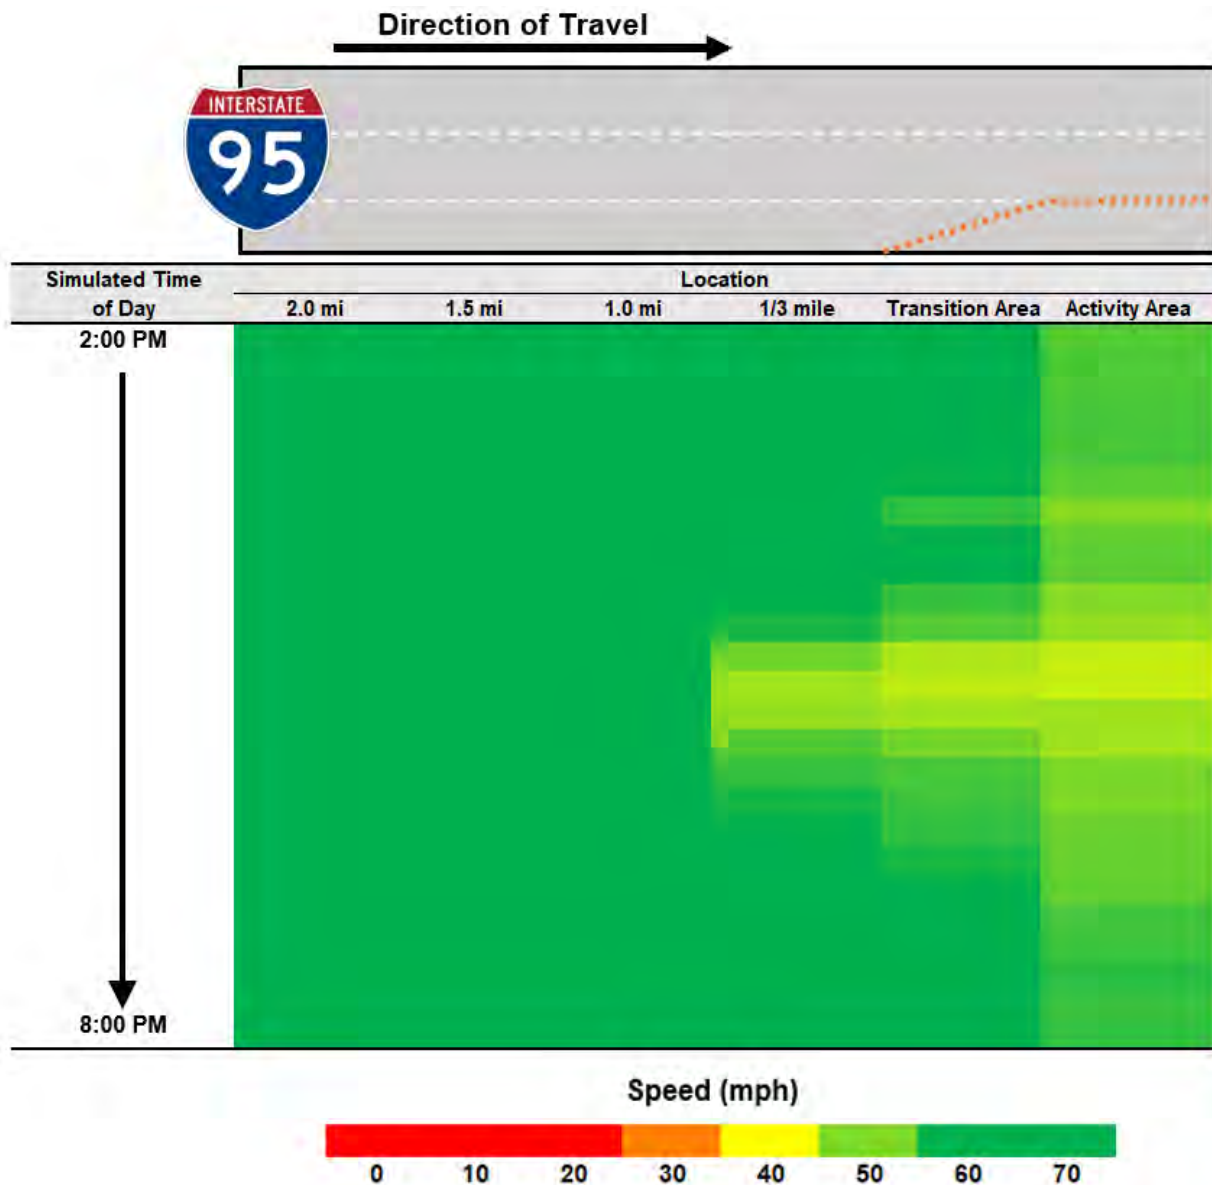 Direction of Travel
INTERSTATE
95
Simulated Time
of Day
Location
2.0 mi 1.5 mi 1.0 mi 1/3 mile Transition Area Activity Area
2:00 PM
8:00 PM
Speed (mph)
0 10 20 30 40 50 60 70